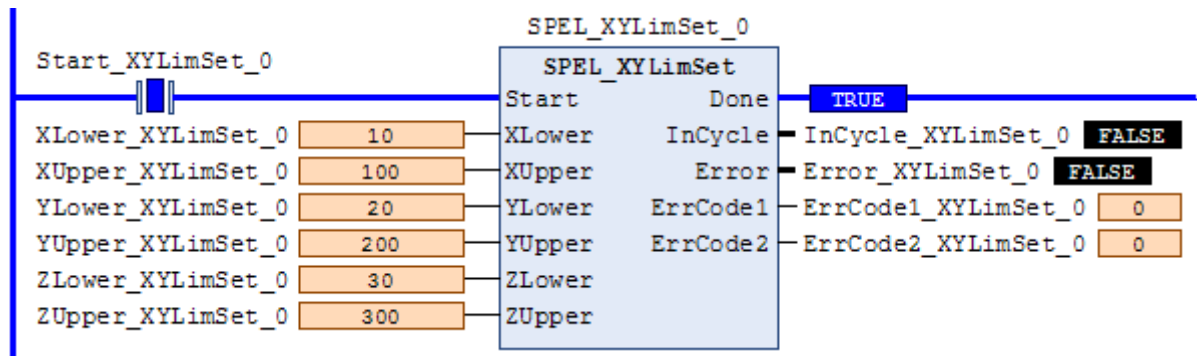 SPEL_XYLimSet_0
Start_XYLimSet_0
SPEL_XYLimSet
Start Done TRUE
XLower_XYLimSet_0 10 XLower InCycle InCycle_XYLimSet_0 FALSE
XUpper_XYLimSet_0 100 XUpper Error Error_XYLimSet_0 FALSE
YLower_XYLimSet_0 20 YLower ErrCode1 ErrCode1_XYLimSet_0 0
YUpper_XYLimSet_0 200 YUpper ErrCode2 ErrCode2_XYLimSet_0 0
ZLower_XYLimSet_0 30 ZLower
ZUpper_XYLimSet_0 300 ZUpper